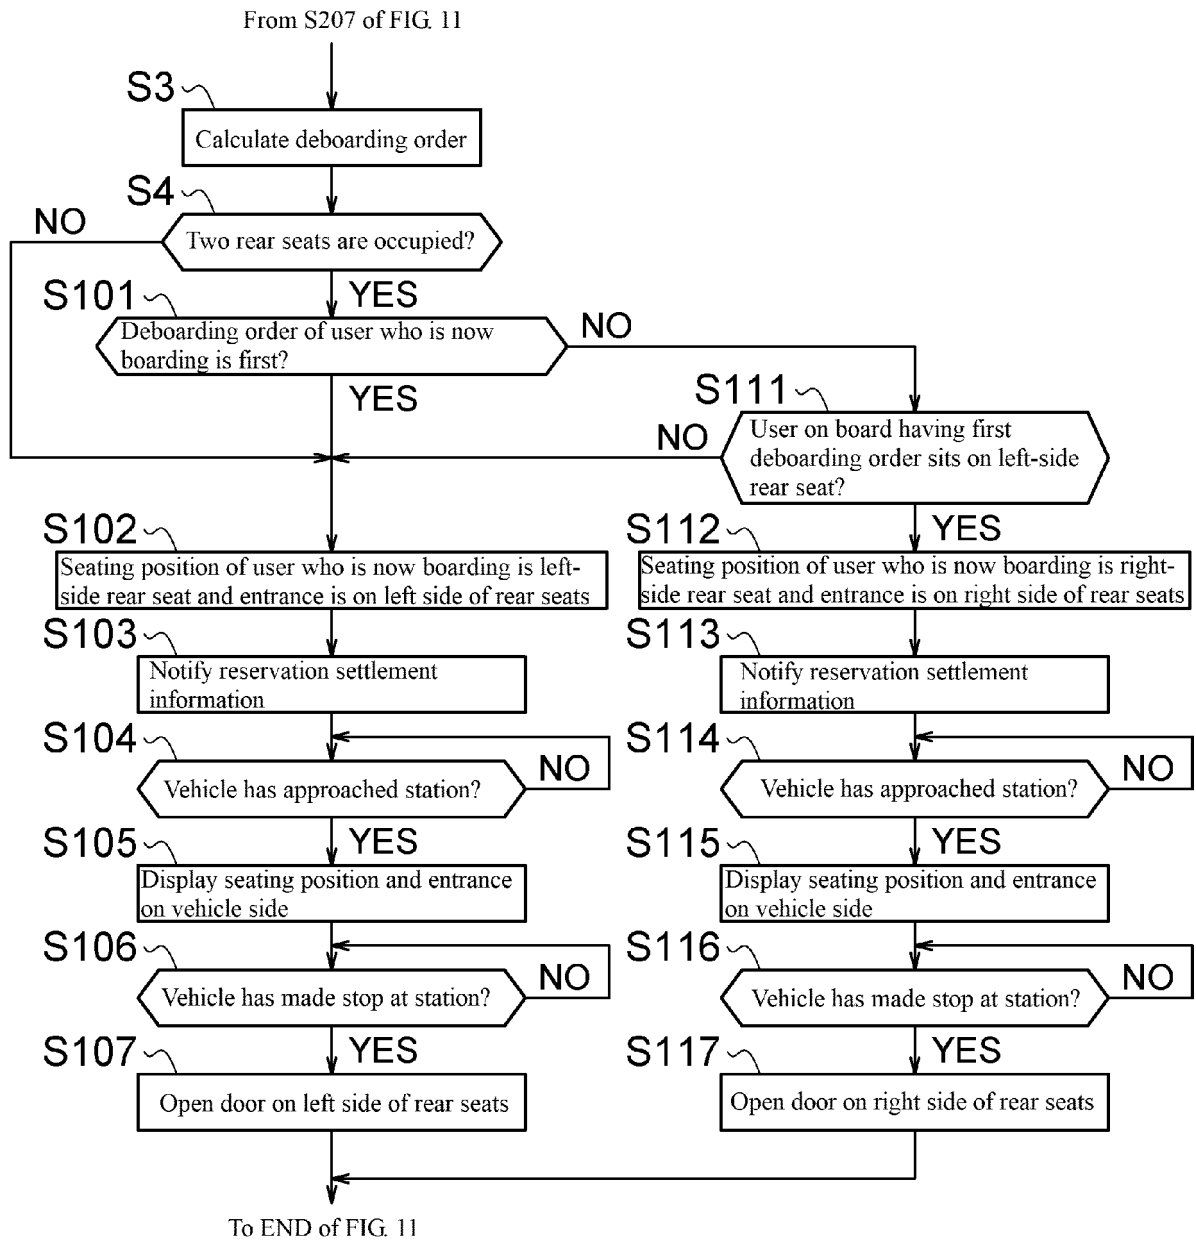 From S207 of FIG. 11
S3
Calculate deboarding order
S4
NO
Two rear seats are occupied?
YES
S101
Deboarding order of user who is now
boarding is first?
NO
YES
S111
NO
User on board having first
deboarding order sits on left-side
rear seat?
YES
S102
Seating position of user who is now boarding is left-
side rear seat and entrance is on left side of rear seats
S112
Seating position of user who is now boarding is right-
side rear seat and entrance is on right side of rear seats
S103
Notify reservation settlement
information
S113
Notify reservation settlement
information
S104
Vehicle has approached station?
NO
YES
S114
Vehicle has approached station?
NO
YES
S105
Display seating position and entrance
on vehicle side
S115
Display seating position and entrance
on vehicle side
S106
Vehicle has made stop at station?
NO
YES
S116
Vehicle has made stop at station?
NO
YES
S107
Open door on left side of rear seats
S117
Open door on right side of rear seats
To END of FIG. 11